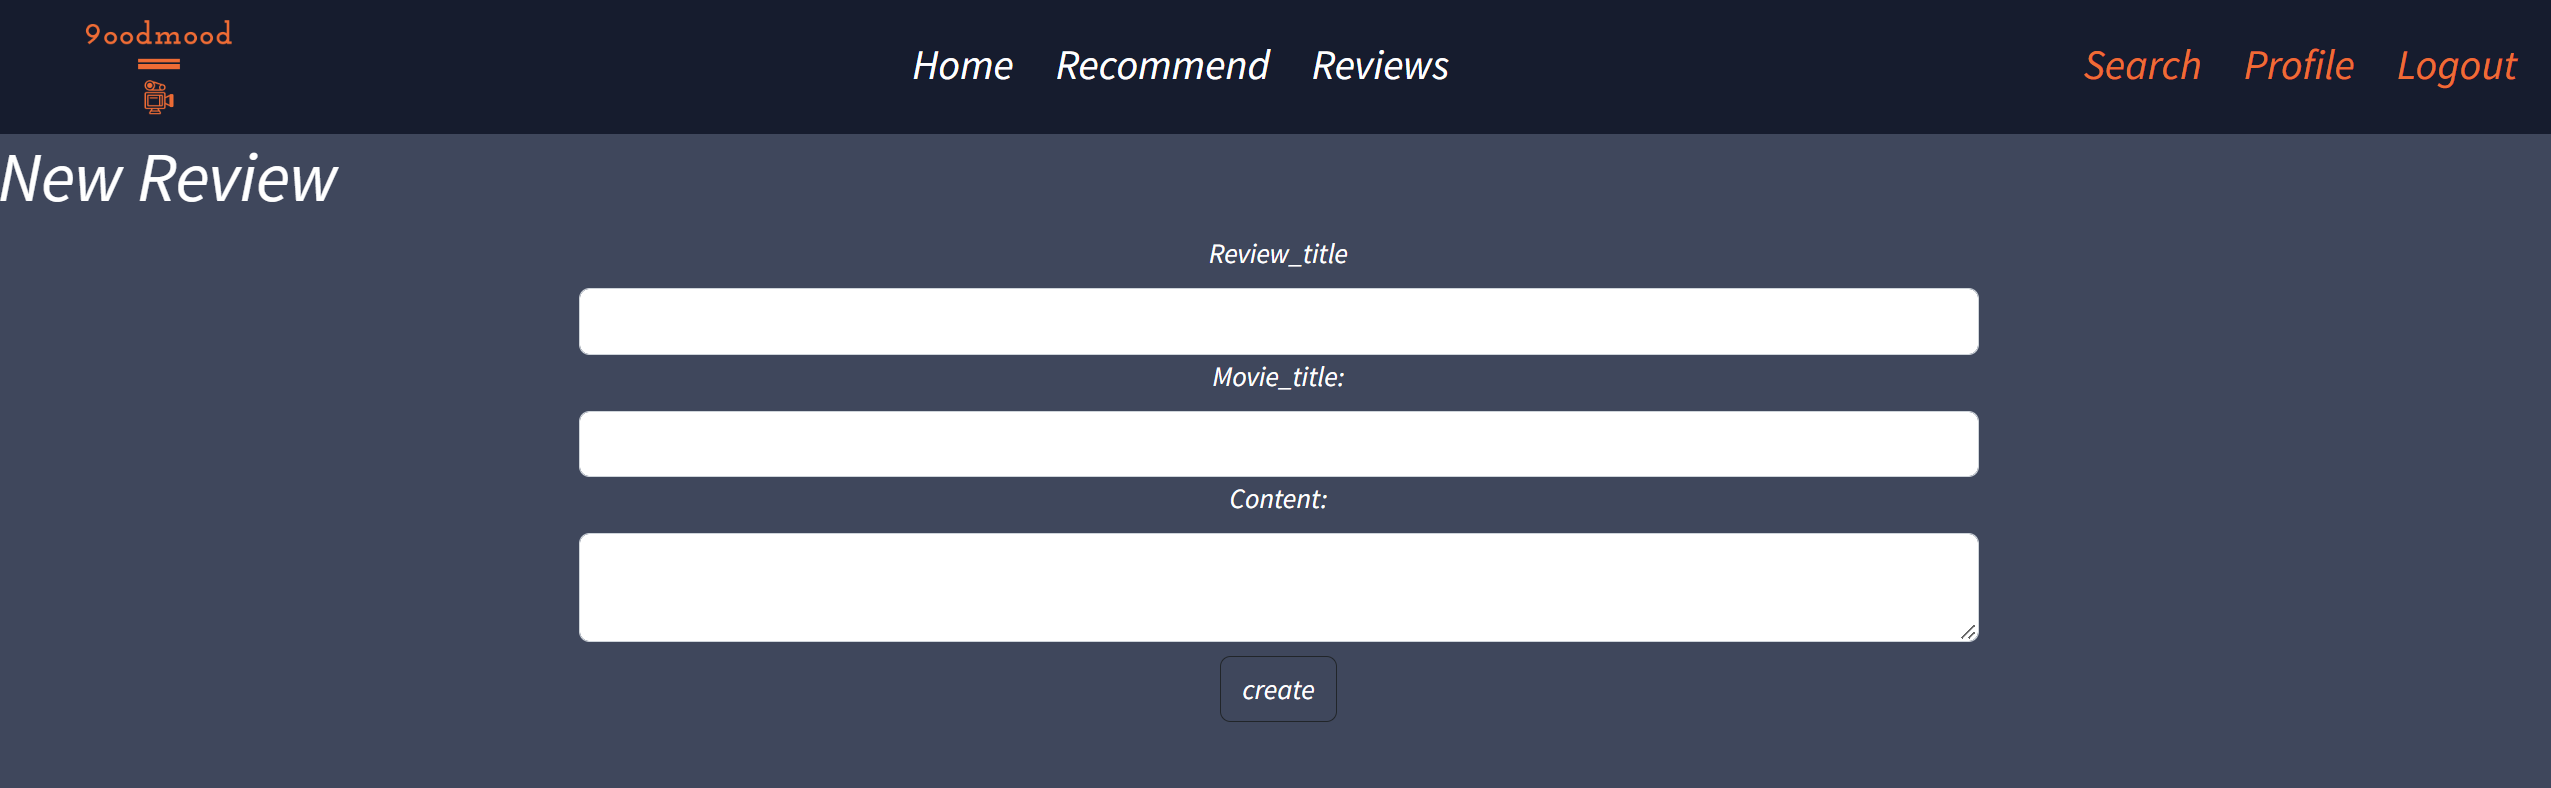 9oodmood
Home Recommend Reviews
Search Profile Logout
New Review
Review_title
Movie_title:
Content:
create